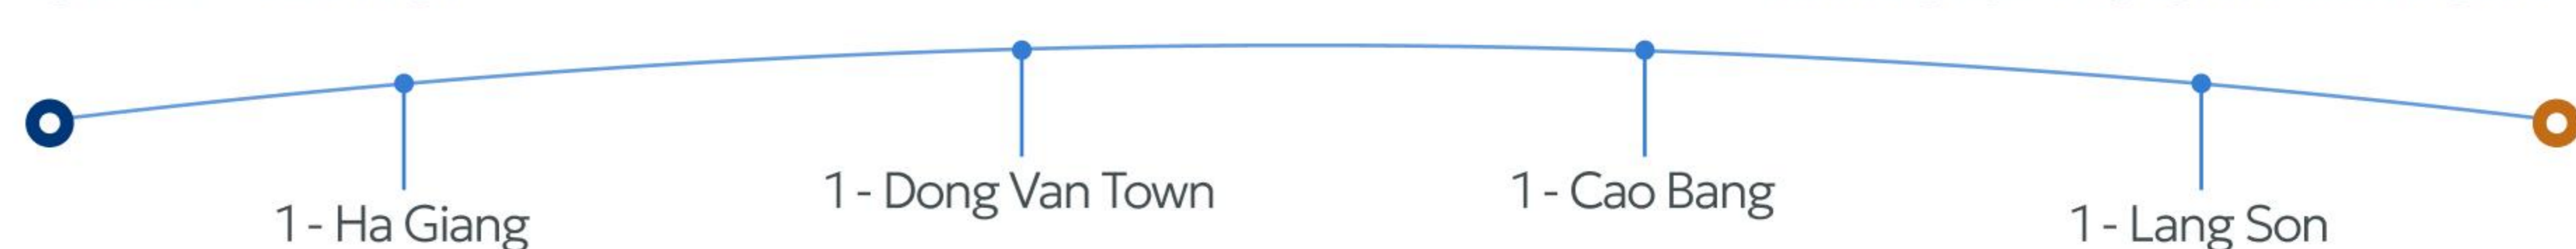 1 - Ha Giang
1 - Dong Van Town
1 - Cao Bang
1 - Lang Son